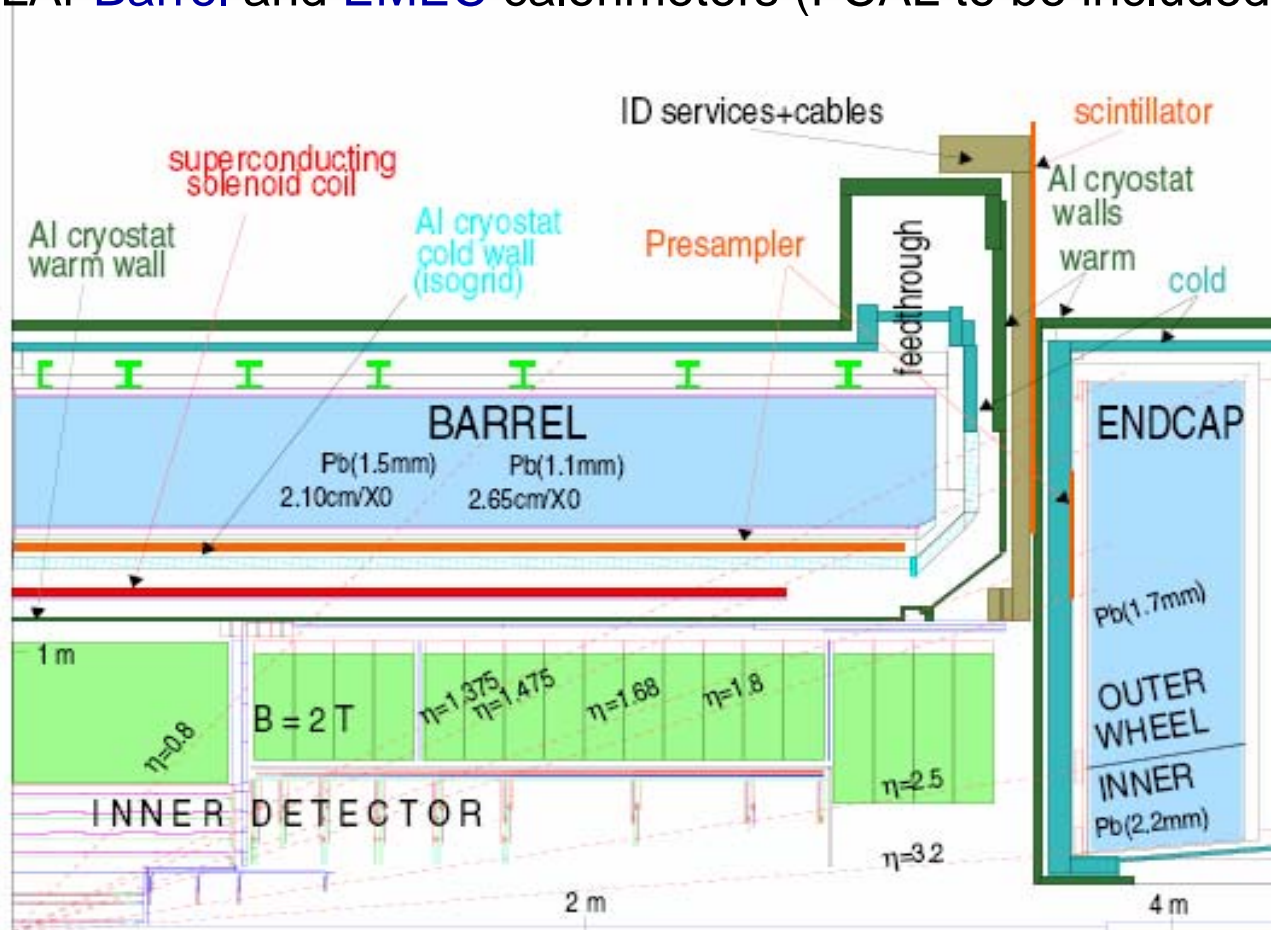 Barrel and EMEC calorimeters (FCAL to be included
ID services+cables
scintillator
superconducting
solenoid coil
Al cryostat
warm wall
Al cryostat
cold wall
(isogrid)
Presampler
feedthrough
Al cryostat
walls
warm
cold
BARREL
Pb(1.5mm)
Pb(1.1mm)
2.10cm/X0
2.65cm/X0
ENDCAP
Pb(1.7mm)
OUTER
WHEEL
INNER
Pb(2.2mm)
1 m
η=0.8
B = 2 T
η=1.375
η=1.475
η=1.68
η=1.8
η=2.5
η=3.2
INNER DETECTOR
2 m
4 m